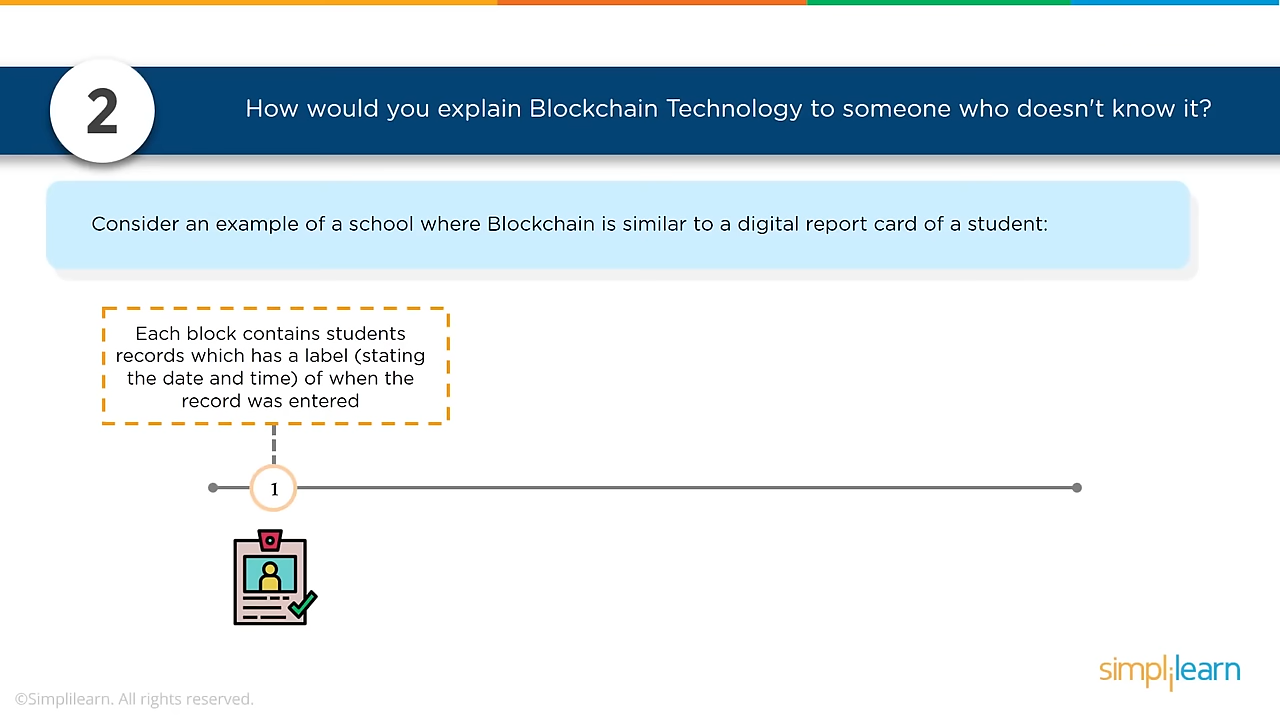 2
How would you explain Blockchain Technology to someone who doesn't know it?
Consider an example of a school where Blockchain is similar to a digital report card of a student:
Each block contains students
records which has a label (stating
the date and time) of when the
record was entered
1
simplilearn
©Simplilearn. All rights reserved.